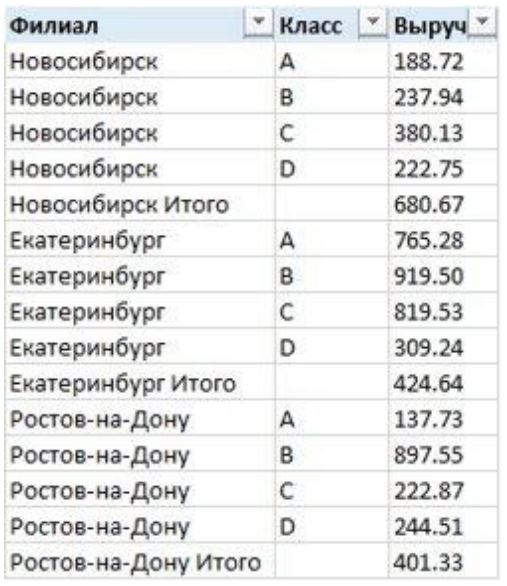 Филиал Класс Выруч
Новосибирск A 188.72
Новосибирск B 237.94
Новосибирск C 380.13
Новосибирск D 222.75
Новосибирск Итого 680.67
Екатеринбург A 765.28
Екатеринбург B 919.50
Екатеринбург C 819.53
Екатеринбург D 309.24
Екатеринбург Итого 424.64
Ростов-на-Дону A 137.73
Ростов-на-Дону B 897.55
Ростов-на-Дону C 222.87
Ростов-на-Дону D 244.51
Ростов-на-Дону Итого 401.33